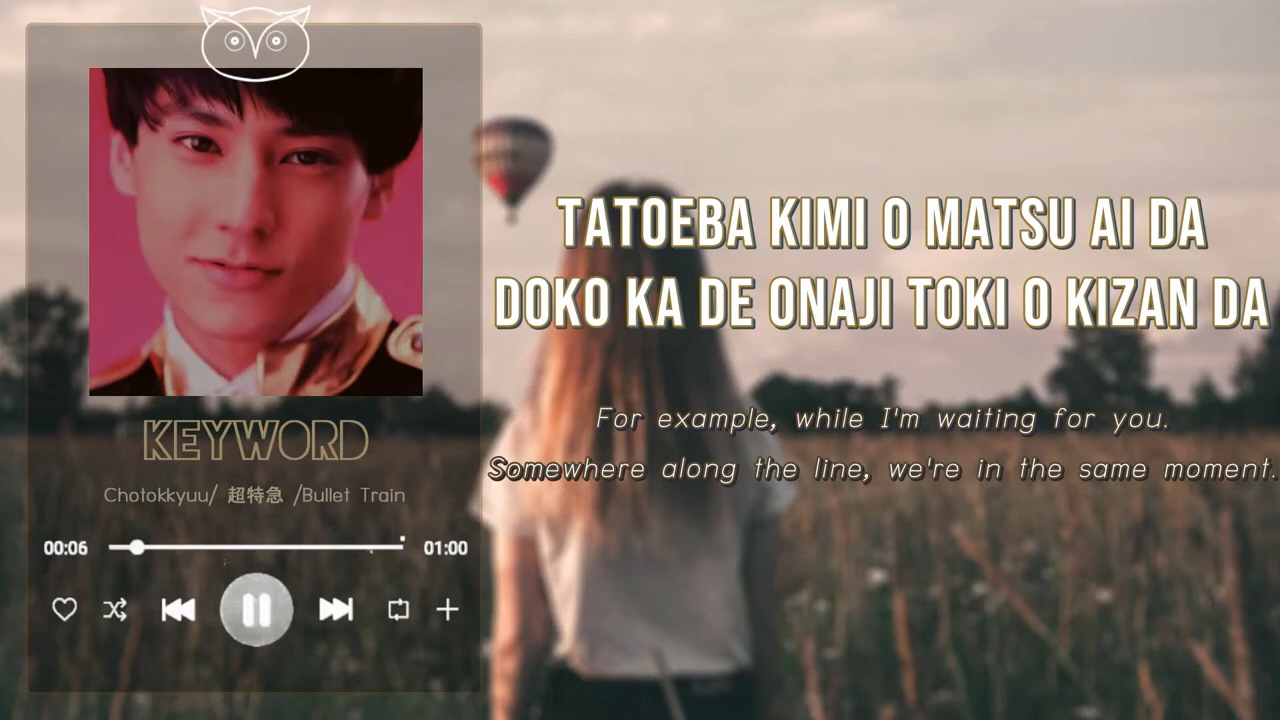 KEYWORD
Chotokkyuu/ 超特急 /Bullet Train
00:06
01:00
TATOEBA KIMI O MATSU AI DA
DOKO KA DE ONAJI TOKI O KIZAN DA
For example, while I'm waiting for you.
Somewhere along the line, we're in the same moment.